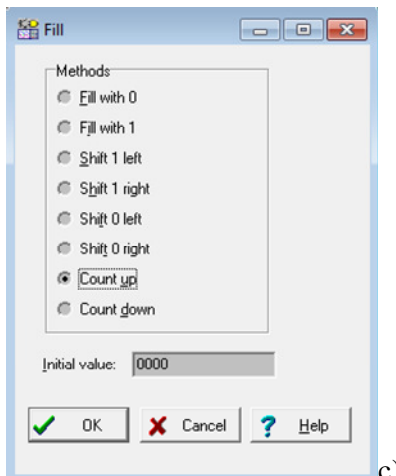 Fill
Methods
Fill with 0
Fill with 1
Shift 1 left
Shift 1 right
Shift 0 left
Shift 0 right
Count up
Count down
Initial value: 0000
OK Cancel Help
c)